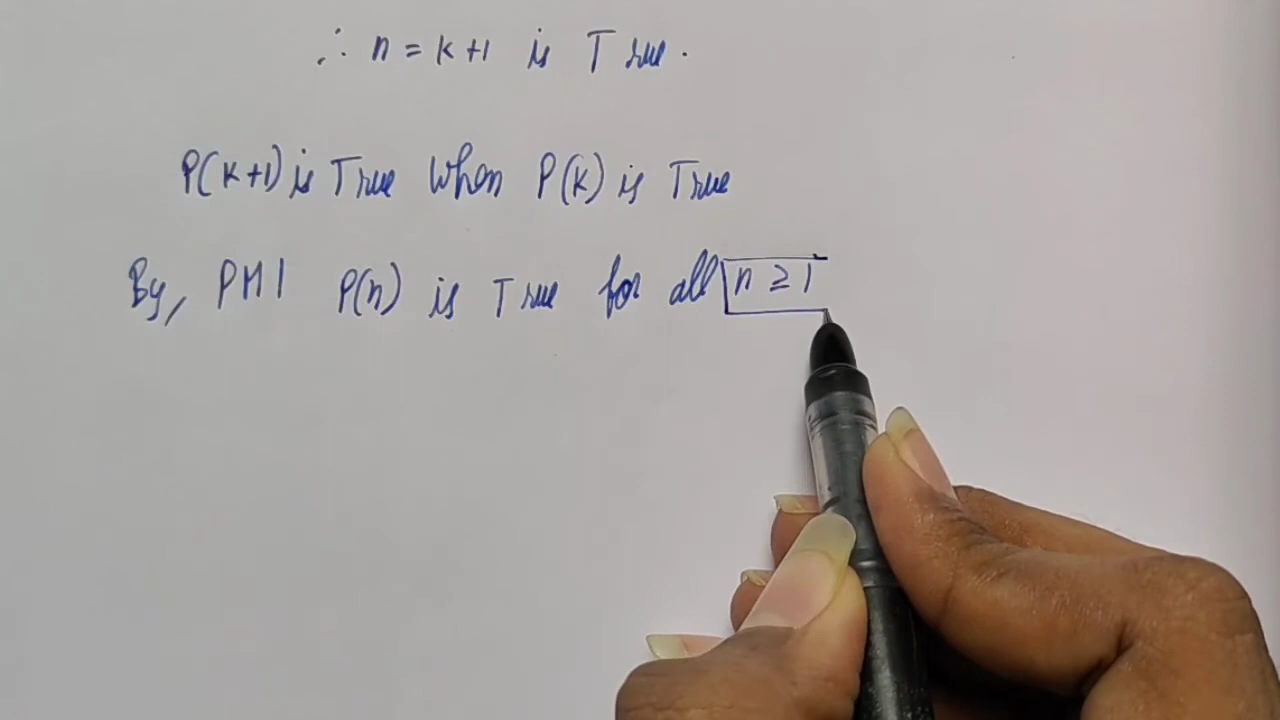 ∴ n = k+1 is True.
P(k+1) is True when P(k) is True
By, PMI P(n) is True for all n ≥ 1